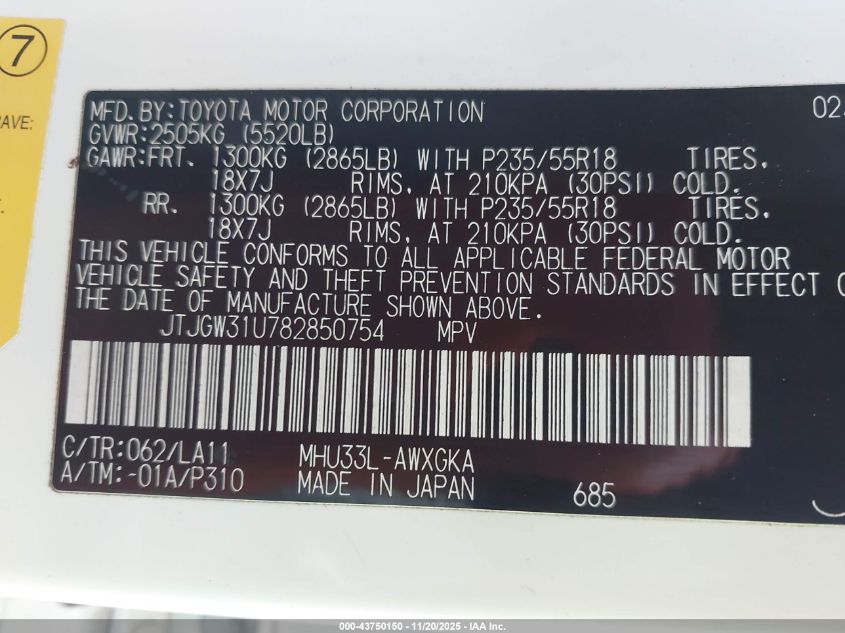 7
AVE:
MFD. BY: TOYOTA MOTOR CORPORATION 02
GVWR: 2505KG (5520LB)
GAWR: FRT. 1300KG (2865LB) WITH P235/55R18 TIRES,
18X7J RIMS, AT 210KPA (30PSI) COLD.
RR. 1300KG (2865LB) WITH P235/55R18 TIRES,
18X7J RIMS, AT 210KPA (30PSI) COLD.
THIS VEHICLE CONFORMS TO ALL APPLICABLE FEDERAL MOTOR
VEHICLE SAFETY AND THEFT PREVENTION STANDARDS IN EFFECT
THE DATE OF MANUFACTURE SHOWN ABOVE.
JTJGW31U782850754 MPV
C/TR: 062/LA11 MHU33L-AWXGKA
A/TM: -01A/P310 MADE IN JAPAN 685
000-43750150 — 11/20/2025 — IAA Inc.